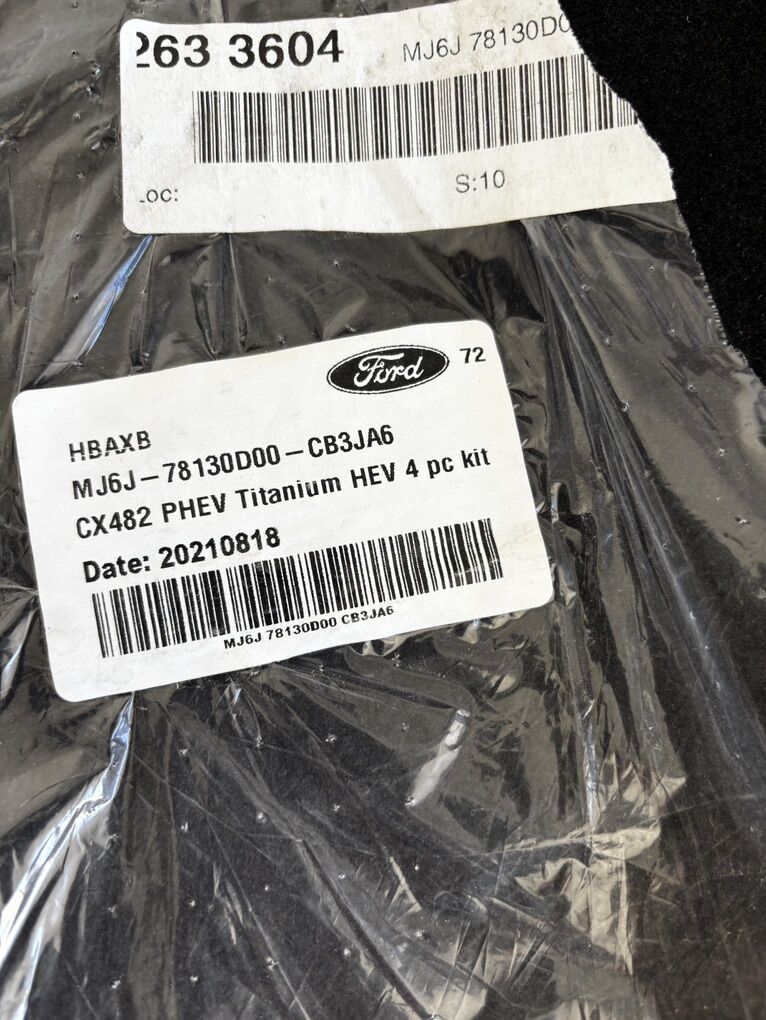 263 3604 MJ6J 78130D0
S:10
Ford 72
HBAXB
MJ6J-78130D00-CB3JA6
CX482 PHEV Titanium HEV 4 pc kit
Date: 20210818
MJ6J 78130D00 CB3JA6